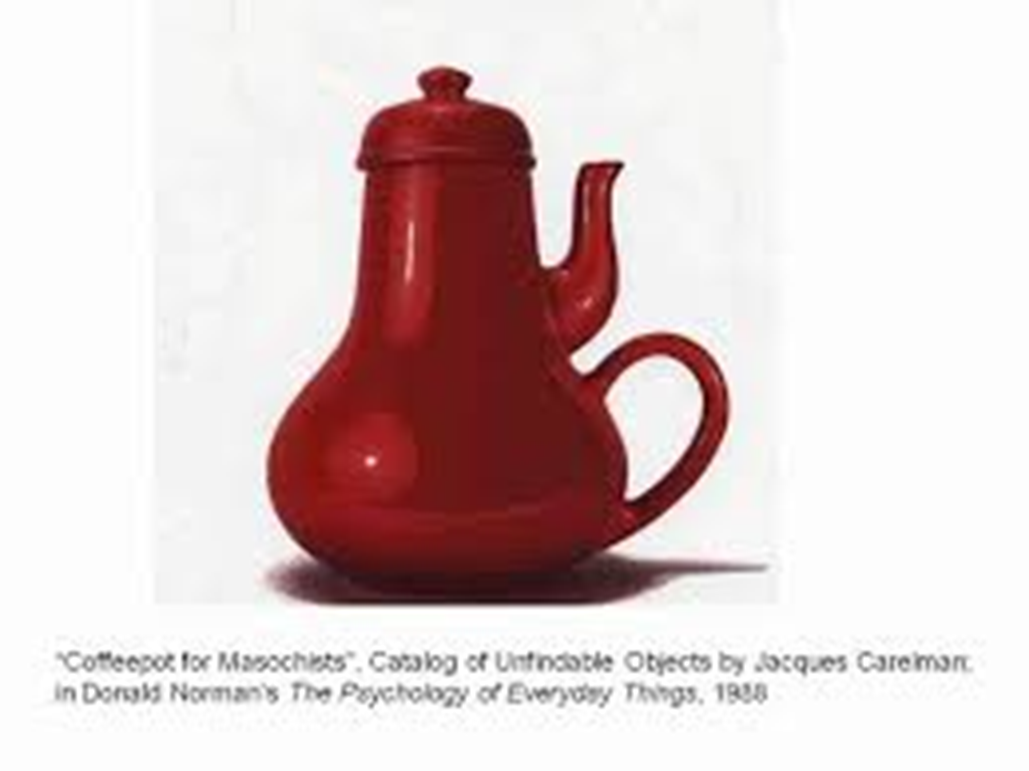 "Coffeepot for Masochists". Catalog of Unfindable Objects by Jacques Carelman;
in Donald Norman's The Psychology of Everyday Things, 1988